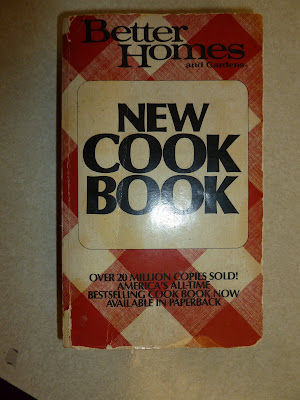 Better
Homes
and Gardens®
NEW
COOK
BOOK
OVER 20 MILLION COPIES SOLD!
AMERICA'S ALL-TIME
BESTSELLING COOK BOOK NOW
AVAILABLE IN PAPERBACK